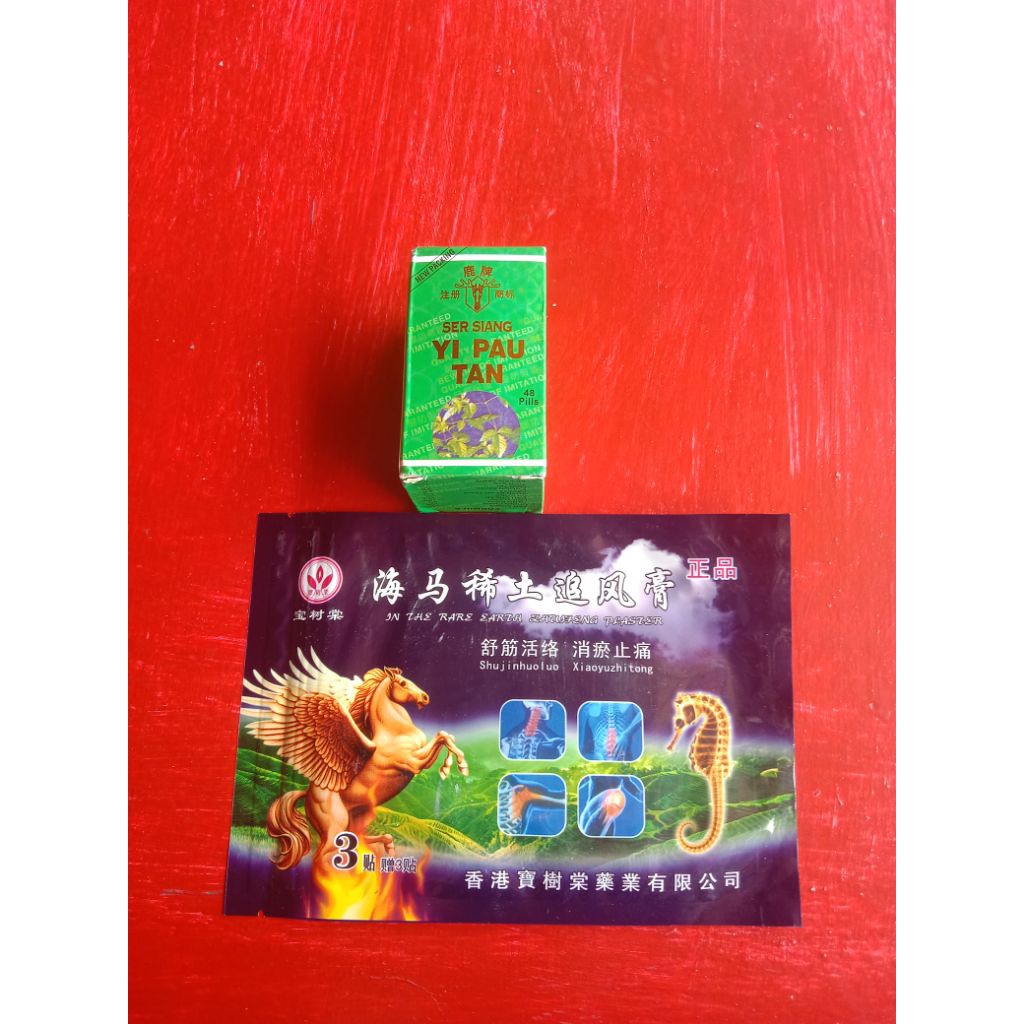 NEW PACKING
鹿牌
注册 商标
SER SIANG
YI PAU
TAN
48
Pills
宝树棠
海马稀土追风膏
正品
IN THE RARE EARTH ZHUIFENG PLASTER
舒筋活络 消瘀止痛
Shujinhuoluo Xiaoyuzhitong
3贴 赠3贴
香港寶樹棠藥業有限公司